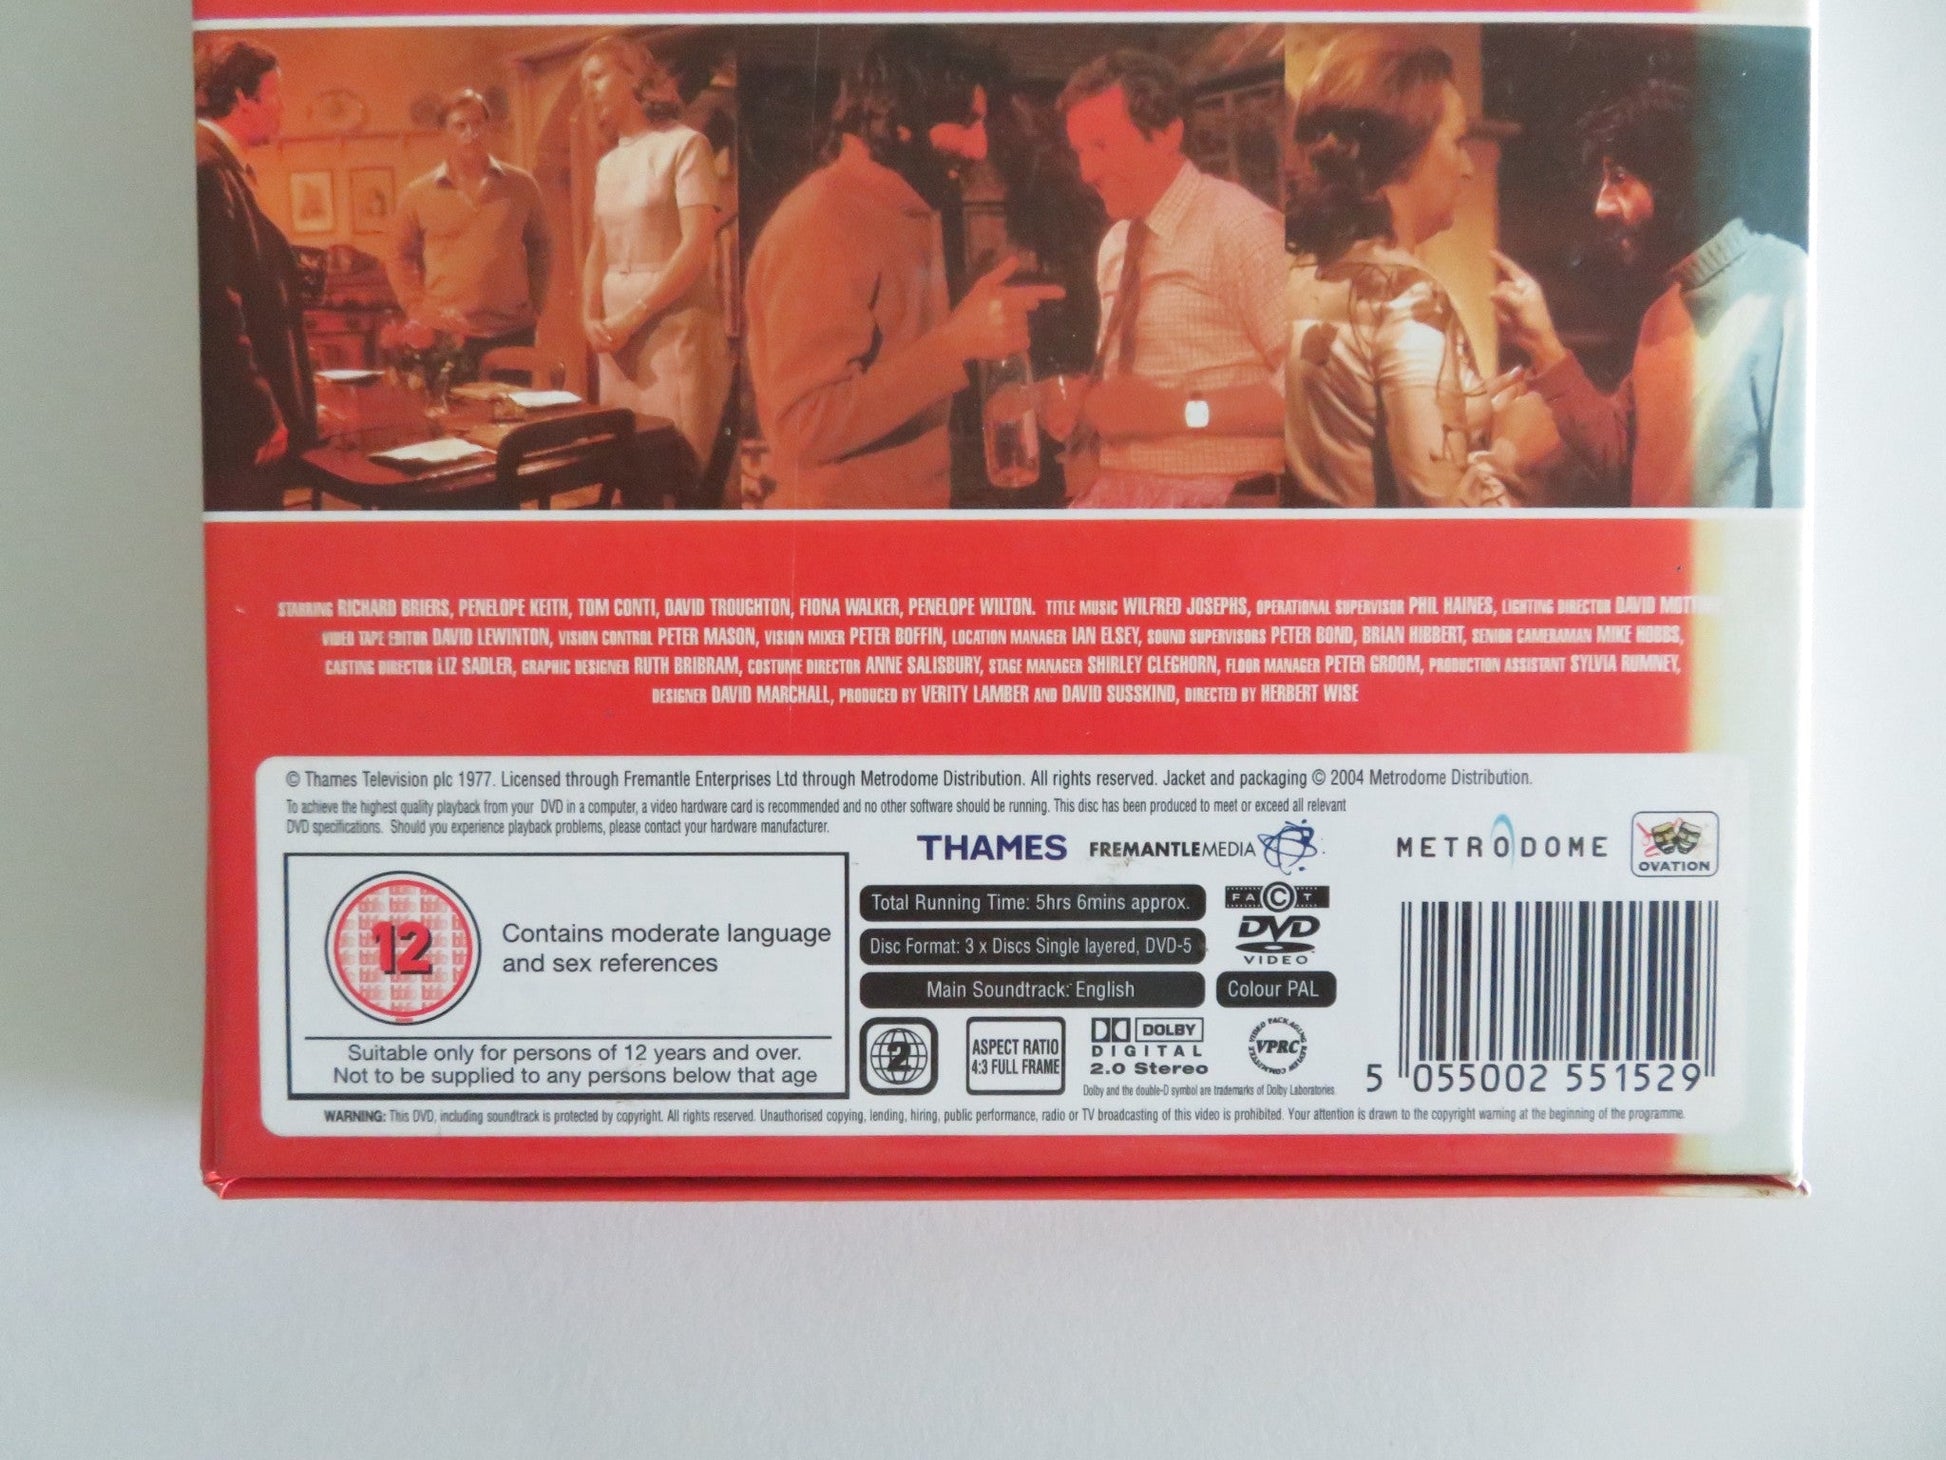 STARRING RICHARD BRIERS, PENELOPE KEITH, TOM CONTI, DAVID TROUGHTON, FIONA WALKER, PENELOPE WILTON. TITLE MUSIC WILFRED JOSEPHS, OPERATIONAL SUPERVISOR PHIL HAINES, LIGHTING DIRECTOR DAVID
VIDEO TAPE EDITOR DAVID LEWINTON, VISION CONTROL PETER MASON, VISION MIXER PETER BOFFIN, LOCATION MANAGER IAN ELSEY, SOUND SUPERVISORS PETER BOND, BRIAN HIBBERT, SENIOR CAMERAMAN MIKE HOBBS,
CASTING DIRECTOR LIZ SADLER, GRAPHIC DESIGNER RUTH BRIBRAM, COSTUME DIRECTOR ANNE SALISBURY, STAGE MANAGER SHIRLEY CLEGHORN, FLOOR MANAGER PETER GROOM, PRODUCTION ASSISTANT SYLVIA RUMNEY,
DESIGNER DAVID MARCHALL, PRODUCED BY VERITY LAMBER AND DAVID SUSSKIND, DIRECTED BY HERBERT WISE
© Thames Television plc 1977. Licensed through Fremantle Enterprises Ltd through Metrodome Distribution. All rights reserved. Jacket and packaging © 2004 Metrodome Distribution.
To achieve the highest quality playback from your DVD in a computer, a video hardware card is recommended and no other software should be running. This disc has been produced to meet or exceed all relevant
DVD specifications. Should you experience playback problems, please contact your hardware manufacturer.
THAMES FREMANTLEMEDIA METRODOME OVATION
12
Contains moderate language
and sex references
Suitable only for persons of 12 years and over.
Not to be supplied to any persons below that age
Total Running Time: 5hrs 6mins approx.
Disc Format: 3 x Discs Single layered, DVD-5
Main Soundtrack: English
FACT
DVD
VIDEO
Colour PAL
2
ASPECT RATIO
4:3 FULL FRAME
DOLBY
DIGITAL
2.0 Stereo
Dolby and the double-D symbol are trademarks of Dolby Laboratories.
VIDEO PACKAGING REVIEW COMMITTEE
VPRC
5 055002 551529
WARNING: This DVD, including soundtrack is protected by copyright. All rights reserved. Unauthorised copying, lending, hiring, public performance, radio or TV broadcasting of this video is prohibited. Your attention is drawn to the copyright warning at the beginning of the programme.